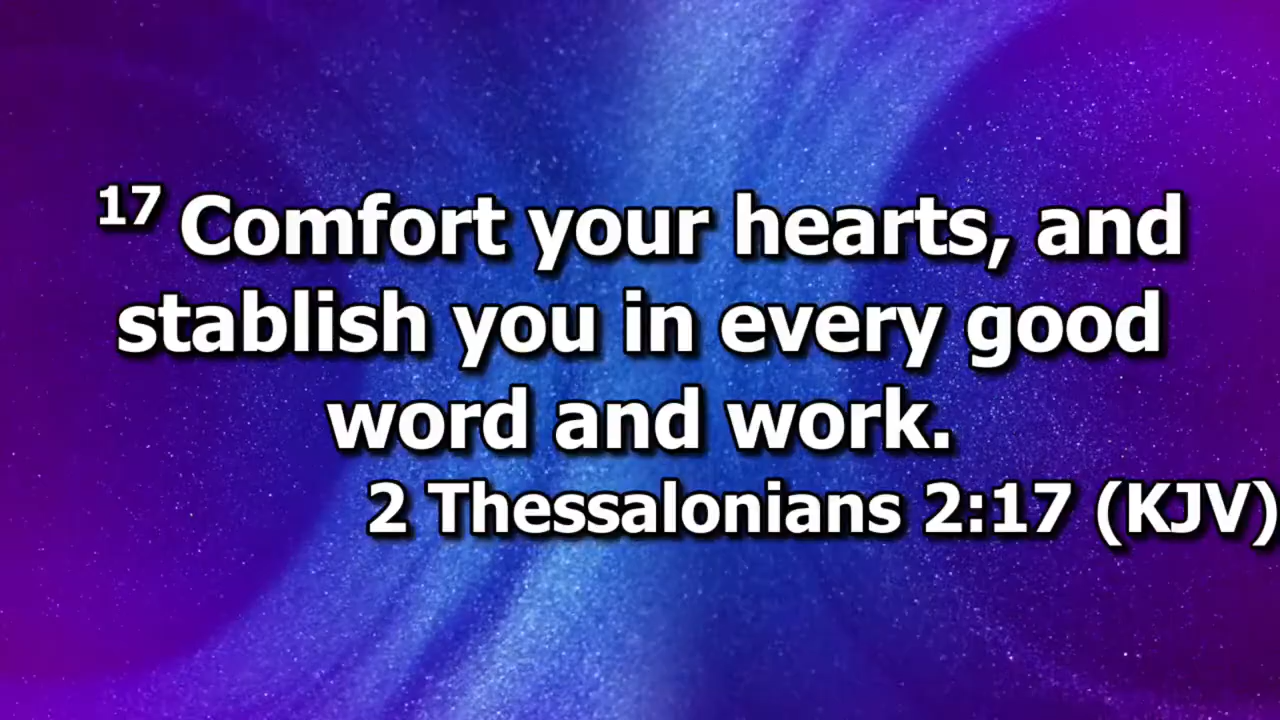 17 Comfort your hearts, and
stablish you in every good
word and work.
2 Thessalonians 2:17 (KJV)